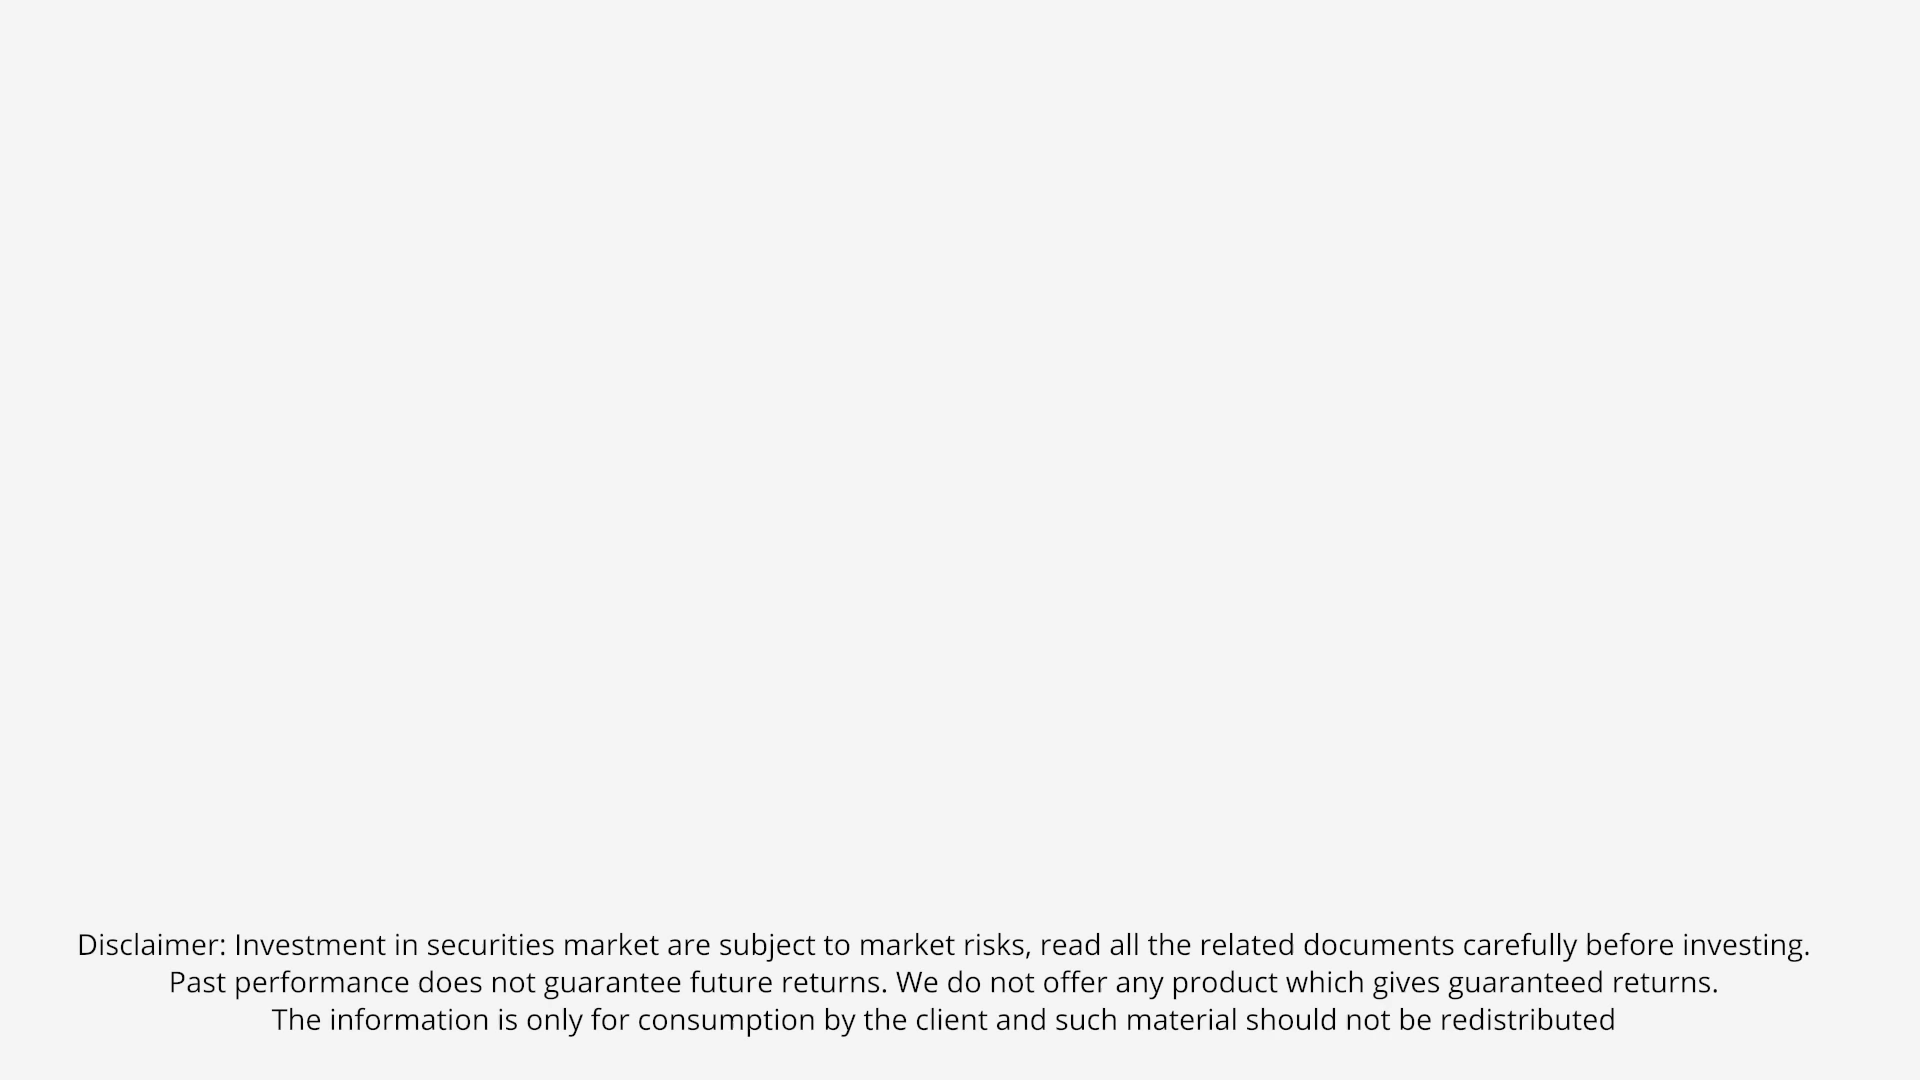 Disclaimer: Investment in securities market are subject to market risks, read all the related documents carefully before investing.
Past performance does not guarantee future returns. We do not offer any product which gives guaranteed returns.
The information is only for consumption by the client and such material should not be redistributed